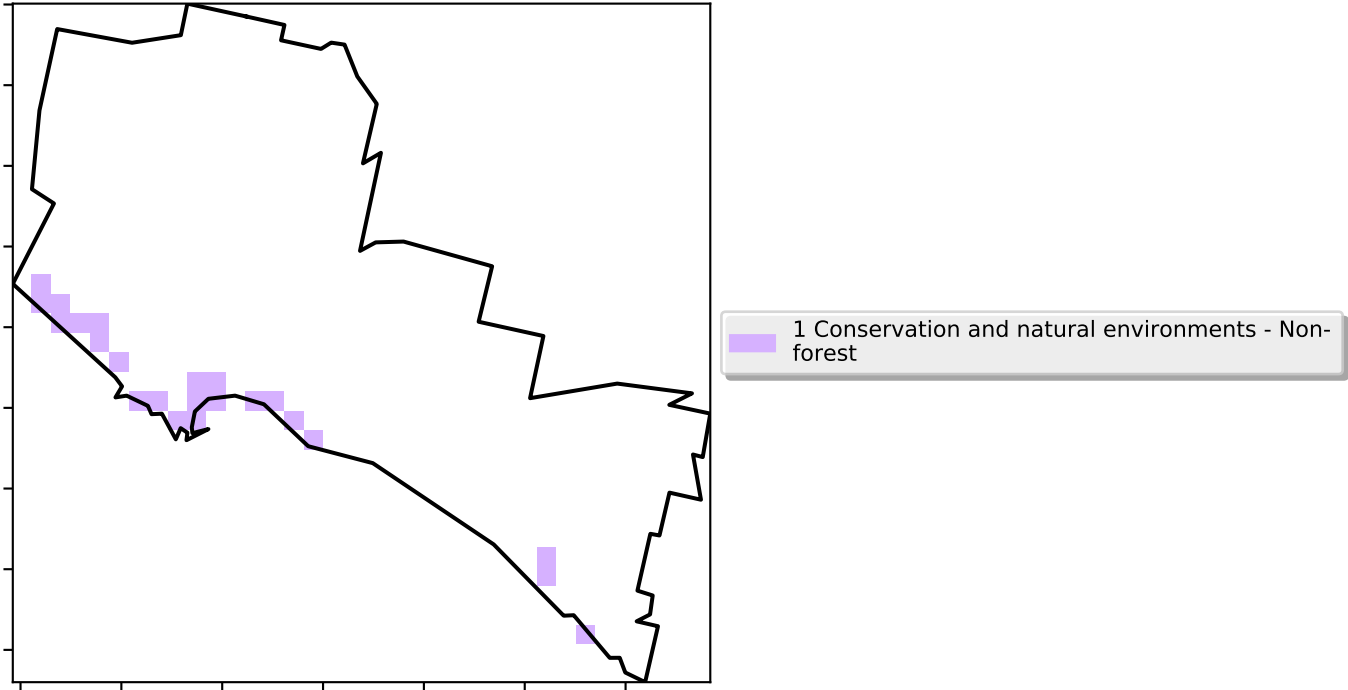 1 Conservation and natural environments - Non-
forest